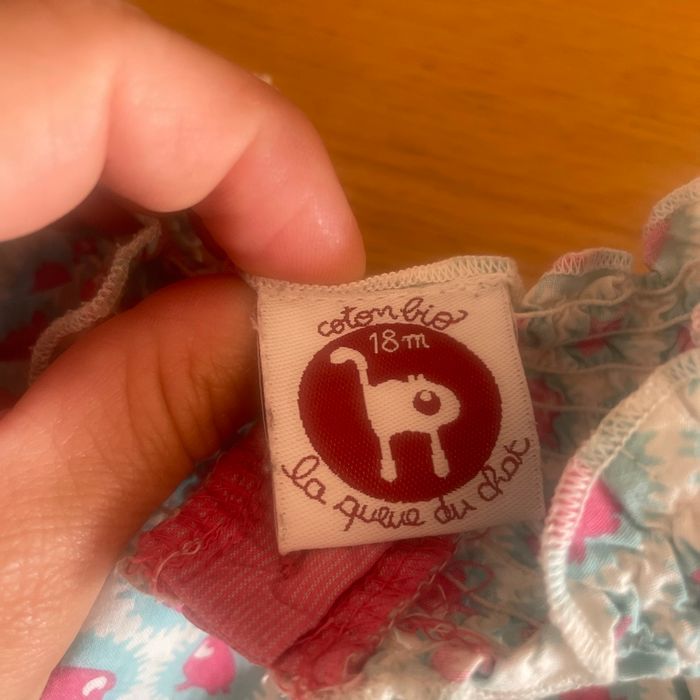 coton bio
18m
la queue du chat